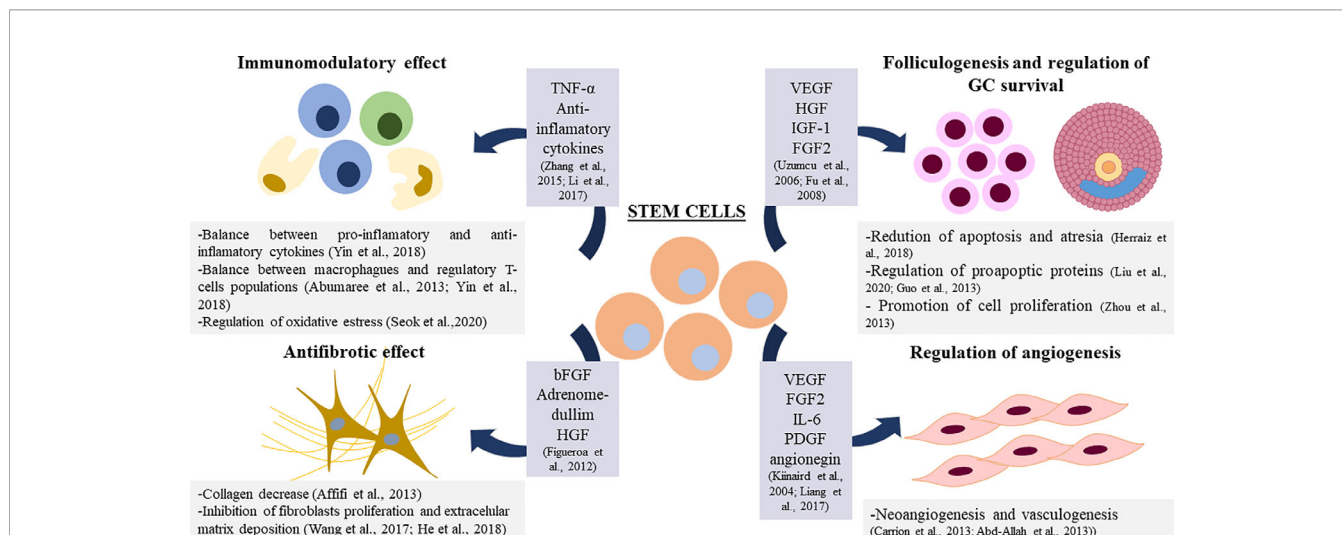 Immunomodulatory effect
TNF-α
Anti-
inflamatory
cytokines
(Zhang et al.,
2015; Li et al.,
2017)
-Balance between pro-inflamatory and anti-
inflamatory cytokines (Yin et al., 2018)
-Balance between macrophagues and regulatory T-
cells populations (Abumaree et al., 2013; Yin et al.,
2018)
-Regulation of oxidative estress (Seok et al.,2020)
VEGF
HGF
IGF-1
FGF2
(Uzumcu et al.,
2006; Fu et al.,
2008)
Folliculogenesis and regulation of
GC survival
-Redution of apoptosis and atresia (Herraiz et
al., 2018)
-Regulation of proapoptic proteins (Liu et al.,
2020; Guo et al., 2013)
- Promotion of cell proliferation (Zhou et al.,
2013)
STEM CELLS
Antifibrotic effect
bFGF
Adrenome-
dullim
HGF
(Figueroa et
al., 2012)
-Collagen decrease (Affifi et al., 2013)
-Inhibition of fibroblasts proliferation and extracelular
matrix deposition (Wang et al., 2017; He et al., 2018)
VEGF
FGF2
IL-6
PDGF
angionegin
(Kiinaird et al.,
2004; Liang et
al., 2017)
Regulation of angiogenesis
-Neoangiogenesis and vasculogenesis
(Carrion et al., 2013; Abd-Allah et al., 2013))